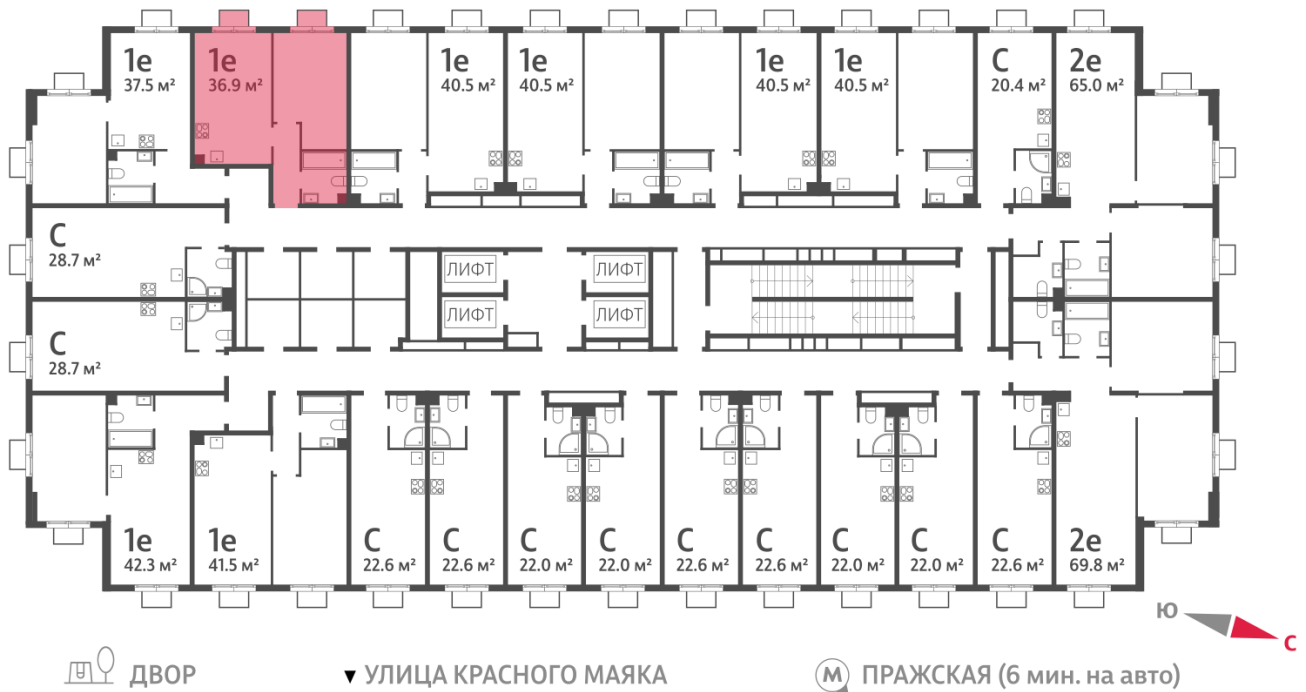 1е
37.5 м²
1е
36.9 м²
1е
40.5 м²
1е
40.5 м²
1е
40.5 м²
1е
40.5 м²
С
20.4 м²
2е
65.0 м²
С
28.7 м²
ЛИФТ
ЛИФТ
ЛИФТ
ЛИФТ
С
28.7 м²
1е
42.3 м²
1е
41.5 м²
С
22.6 м²
С
22.6 м²
С
22.0 м²
С
22.0 м²
С
22.6 м²
С
22.6 м²
С
22.0 м²
С
22.0 м²
С
22.6 м²
2е
69.8 м²
Ю
С
ДВОР
▼ УЛИЦА КРАСНОГО МАЯКА
М ПРАЖСКАЯ (6 мин. на авто)